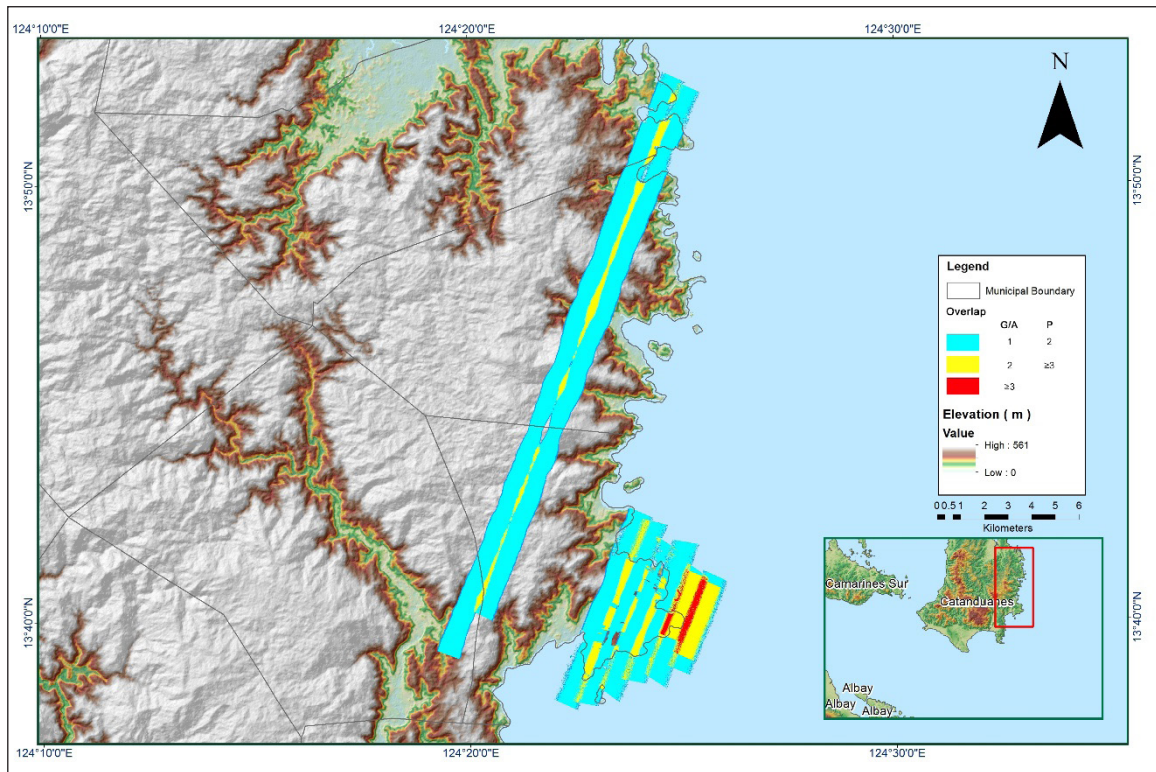 124°10'0"E 124°20'0"E 124°30'0"E
N
13°50'0"N 13°50'0"N
Legend
Municipal Boundary
Overlap
G/A P
1 2
2 ≥3
≥3
Elevation ( m )
Value
High : 561
Low : 0
0 0.5 1 2 3 4 5 6
Kilometers
Camarines Sur
Catanduanes
Albay
Albay
Albay
13°40'0"N 13°40'0"N
124°10'0"E 124°20'0"E 124°30'0"E